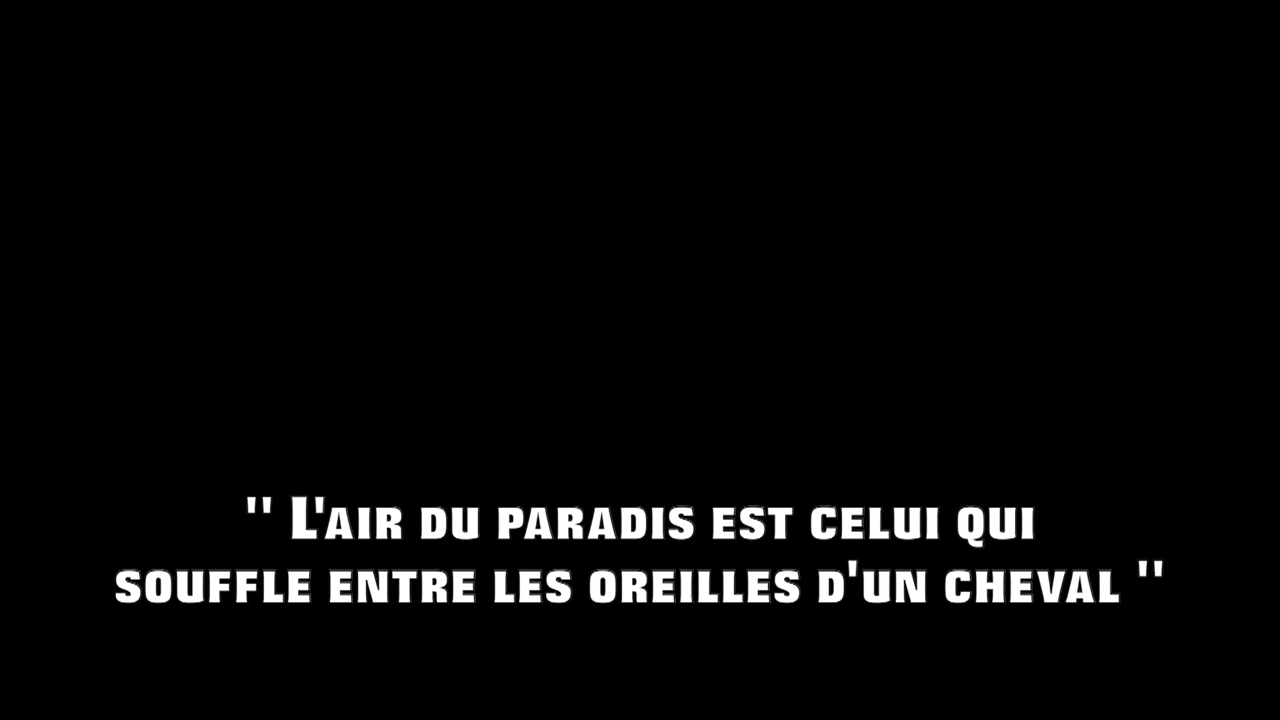 " L'air du paradis est celui qui
souffle entre les oreilles d'un cheval "